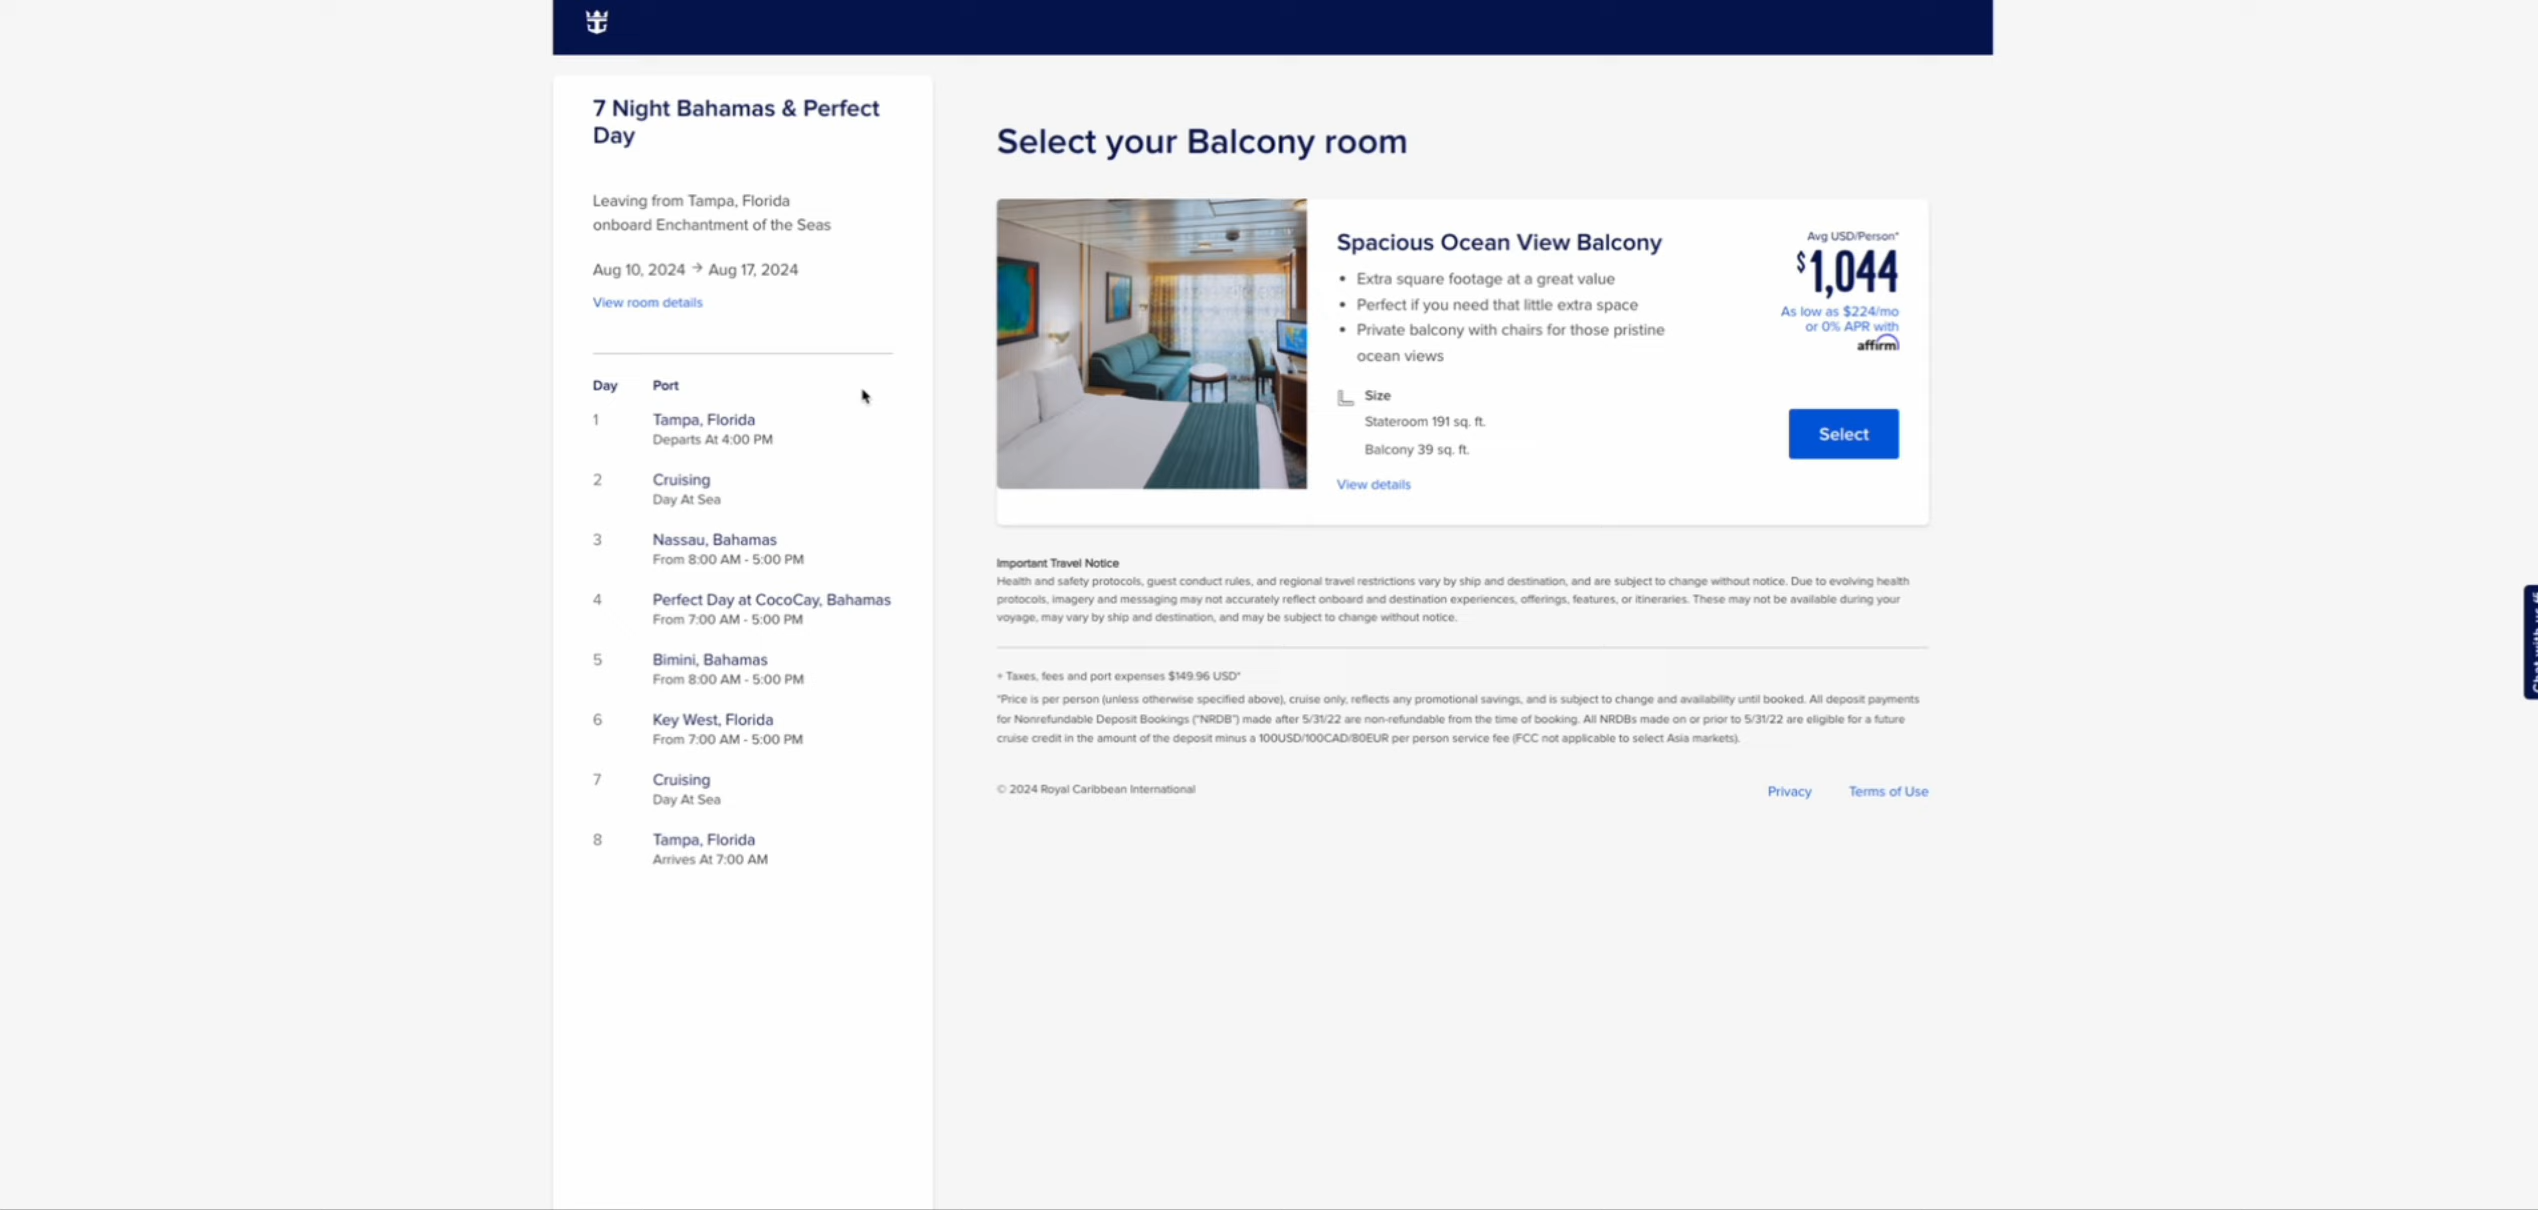 7 Night Bahamas & Perfect
Day
Leaving from Tampa, Florida
onboard Enchantment of the Seas
Aug 10, 2024 → Aug 17, 2024
View room details
Day Port
1 Tampa, Florida
Departs At 4:00 PM
2 Cruising
Day At Sea
3 Nassau, Bahamas
From 8:00 AM - 5:00 PM
4 Perfect Day at CocoCay, Bahamas
From 7:00 AM - 5:00 PM
5 Bimini, Bahamas
From 8:00 AM - 5:00 PM
6 Key West, Florida
From 7:00 AM - 5:00 PM
7 Cruising
Day At Sea
8 Tampa, Florida
Arrives At 7:00 AM
Select your Balcony room
Spacious Ocean View Balcony
• Extra square footage at a great value
• Perfect if you need that little extra space
• Private balcony with chairs for those pristine
ocean views
Size
Stateroom 191 sq. ft.
Balcony 39 sq. ft.
View details
Avg USD/Person*
$1,044
As low as $224/mo
or 0% APR with
affirm
Select
Important Travel Notice
Health and safety protocols, guest conduct rules, and regional travel restrictions vary by ship and destination, and are subject to change without notice. Due to evolving health
protocols, imagery and messaging may not accurately reflect onboard and destination experiences, offerings, features, or itineraries. These may not be available during your
voyage, may vary by ship and destination, and may be subject to change without notice.
+ Taxes, fees and port expenses $149.96 USD*
*Price is per person (unless otherwise specified above), cruise only, reflects any promotional savings, and is subject to change and availability until booked. All deposit payments
for Nonrefundable Deposit Bookings ("NRDB") made after 5/31/22 are non-refundable from the time of booking. All NRDBs made on or prior to 5/31/22 are eligible for a future
cruise credit in the amount of the deposit minus a 100USD/100CAD/80EUR per person service fee (FCC not applicable to select Asia markets).
© 2024 Royal Caribbean International
Privacy Terms of Use